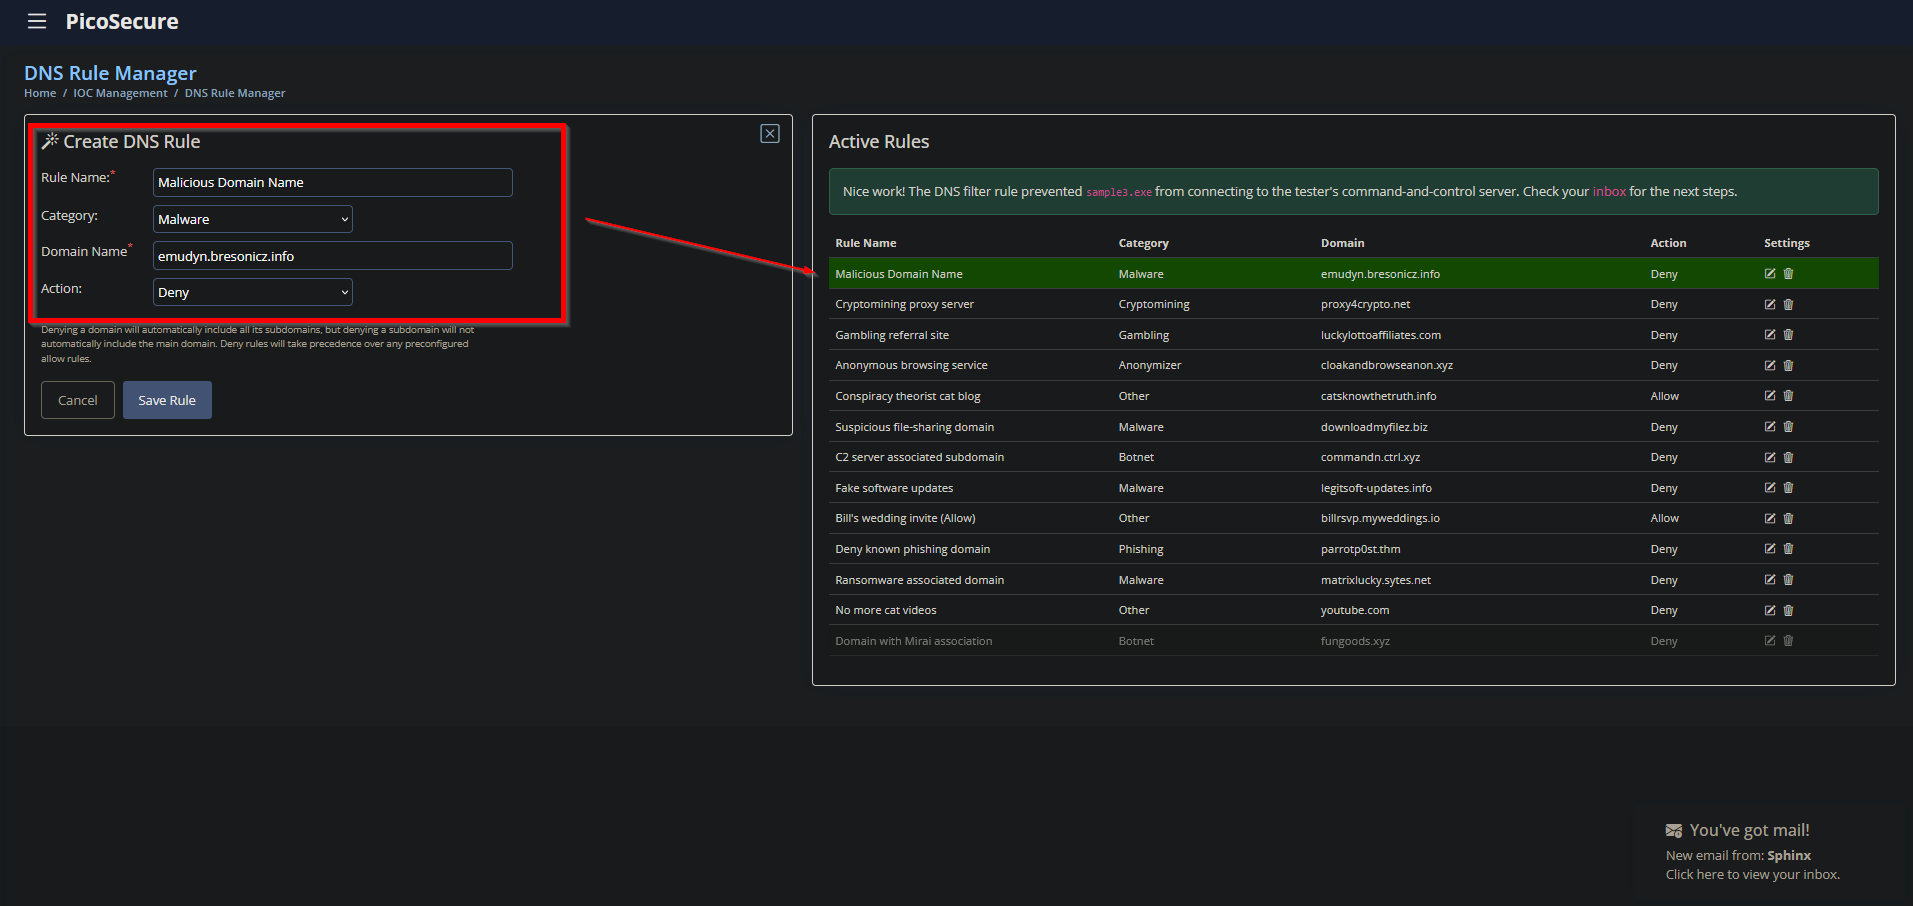 PicoSecure
DNS Rule Manager
Home / IOC Management / DNS Rule Manager
Create DNS Rule
Rule Name:* Malicious Domain Name
Category: Malware
Domain Name* emudyn.bresonicz.info
Action: Deny
Denying a domain will automatically include all its subdomains, but denying a subdomain will not
automatically include the main domain. Deny rules will take precedence over any preconfigured
allow rules.
Cancel Save Rule
Active Rules
Nice work! The DNS filter rule prevented sample3.exe from connecting to the tester's command-and-control server. Check your inbox for the next steps.
Rule Name Category Domain Action Settings
Malicious Domain Name Malware emudyn.bresonicz.info Deny
Cryptomining proxy server Cryptomining proxy4crypto.net Deny
Gambling referral site Gambling luckylottoaffiliates.com Deny
Anonymous browsing service Anonymizer cloakandbrowseanon.xyz Deny
Conspiracy theorist cat blog Other catsknowthetruth.info Allow
Suspicious file-sharing domain Malware downloadmyfilez.biz Deny
C2 server associated subdomain Botnet commandn.ctrl.xyz Deny
Fake software updates Malware legitsoft-updates.info Deny
Bill's wedding invite (Allow) Other billrsvp.myweddings.io Allow
Deny known phishing domain Phishing parrotp0st.thm Deny
Ransomware associated domain Malware matrixlucky.sytes.net Deny
No more cat videos Other youtube.com Deny
Domain with Mirai association Botnet fungoods.xyz Deny
You've got mail!
New email from: Sphinx
Click here to view your inbox.